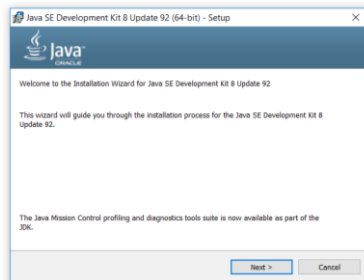 Java SE Development Kit 8 Update 92 (64-bit) - Setup
Java
ORACLE
Welcome to the Installation Wizard for Java SE Development Kit 8 Update 92
This wizard will guide you through the installation process for the Java SE Development Kit 8
Update 92.
The Java Mission Control profiling and diagnostics tools suite is now available as part of the
JDK.
Next >
Cancel